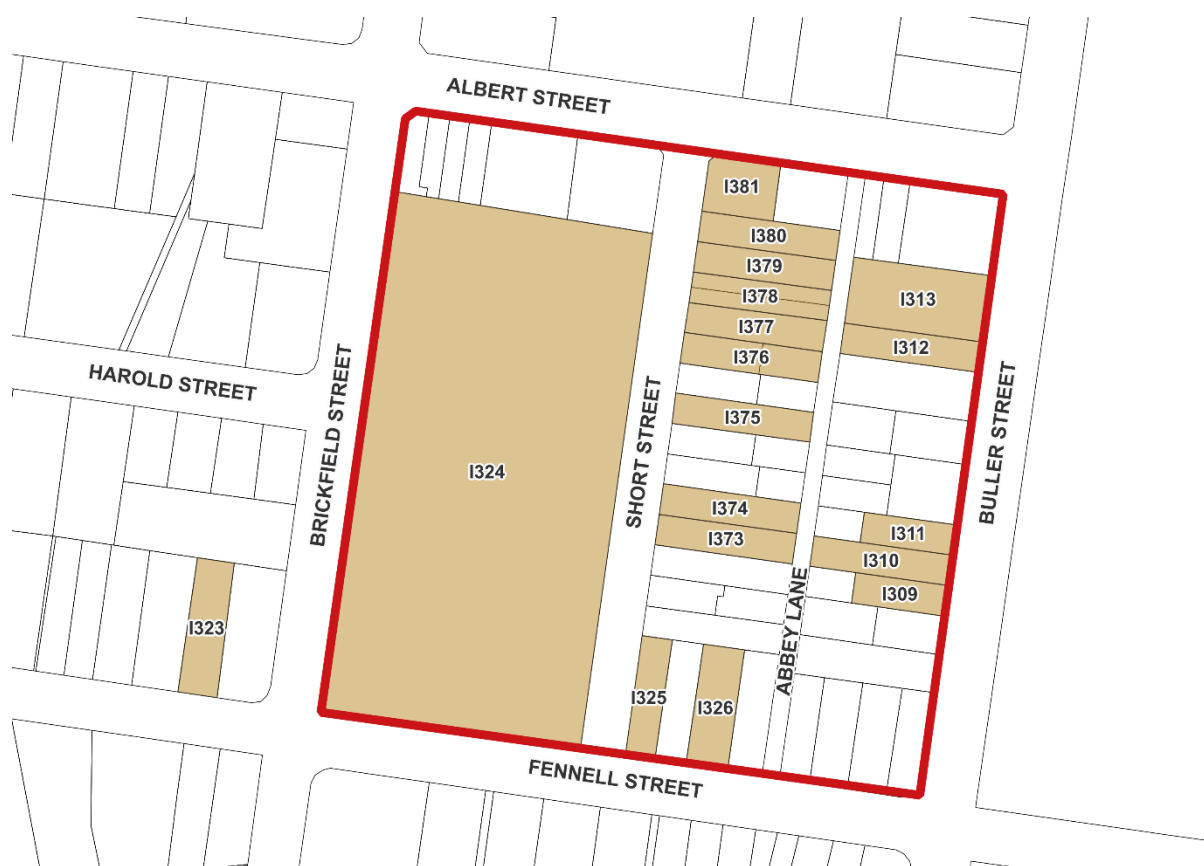 ALBERT STREET
I381
I380
I379
I378
I377
I376
I375
I374
I373
I313
I312
I311
I310
I309
HAROLD STREET
BRICKFIELD STREET
I324
SHORT STREET
BULLER STREET
ABBEY LANE
I323
I325
I326
FENNELL STREET